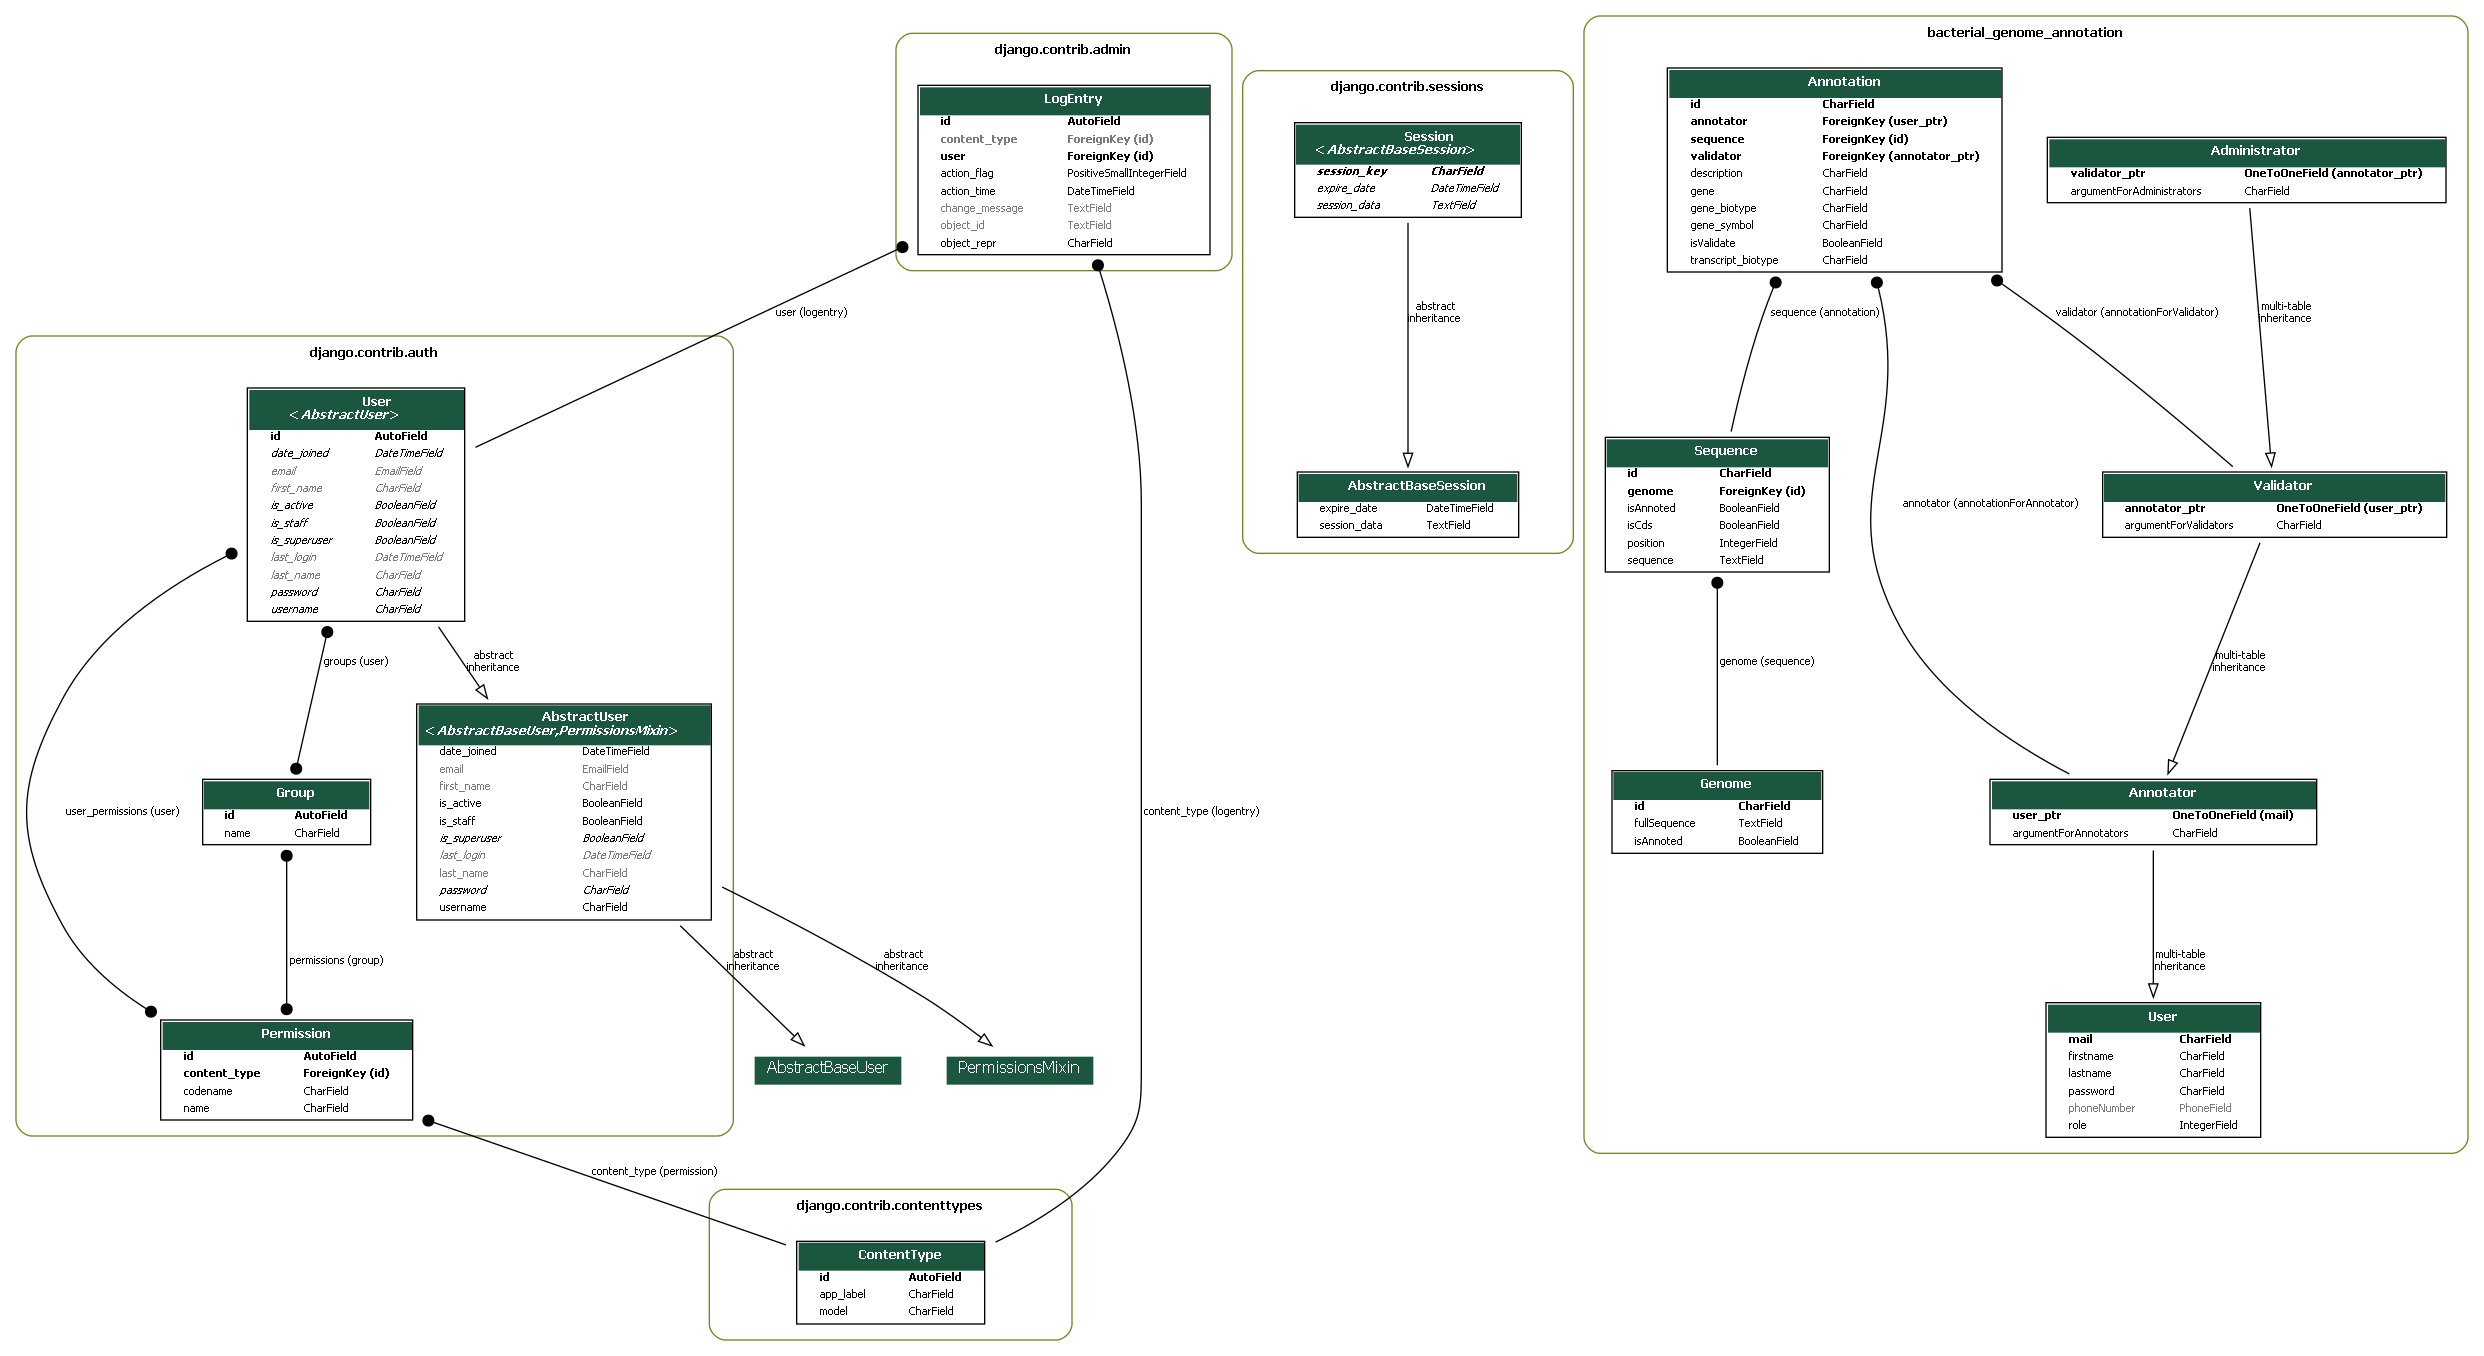 django.contrib.admin
LogEntry
id AutoField
content_type ForeignKey (id)
user ForeignKey (id)
action_flag PositiveSmallIntegerField
action_time DateTimeField
change_message TextField
object_id TextField
object_repr CharField
user (logentry)
content_type (logentry)
django.contrib.auth
User
<AbstractUser>
id AutoField
date_joined DateTimeField
email EmailField
first_name CharField
is_active BooleanField
is_staff BooleanField
is_superuser BooleanField
last_login DateTimeField
last_name CharField
password CharField
username CharField
groups (user)
abstract
inheritance
user_permissions (user)
AbstractUser
<AbstractBaseUser,PermissionsMixin>
date_joined DateTimeField
email EmailField
first_name CharField
is_active BooleanField
is_staff BooleanField
is_superuser BooleanField
last_login DateTimeField
last_name CharField
password CharField
username CharField
Group
id AutoField
name CharField
permissions (group)
abstract
inheritance
abstract
inheritance
Permission
id AutoField
content_type ForeignKey (id)
codename CharField
name CharField
AbstractBaseUser
PermissionsMixin
content_type (permission)
django.contrib.contenttypes
ContentType
id AutoField
app_label CharField
model CharField
django.contrib.sessions
Session
<AbstractBaseSession>
session_key CharField
expire_date DateTimeField
session_data TextField
abstract
inheritance
AbstractBaseSession
expire_date DateTimeField
session_data TextField
bacterial_genome_annotation
Annotation
id CharField
annotator ForeignKey (user_ptr)
sequence ForeignKey (id)
validator ForeignKey (annotator_ptr)
description CharField
gene CharField
gene_biotype CharField
gene_symbol CharField
isValidate BooleanField
transcript_biotype CharField
Administrator
validator_ptr OneToOneField (annotator_ptr)
argumentForAdministrators CharField
sequence (annotation)
validator (annotationForValidator)
multi-table
inheritance
Sequence
id CharField
genome ForeignKey (id)
isAnnoted BooleanField
isCds BooleanField
position IntegerField
sequence TextField
annotator (annotationForAnnotator)
Validator
annotator_ptr OneToOneField (user_ptr)
argumentForValidators CharField
genome (sequence)
multi-table
inheritance
Genome
id CharField
fullSequence TextField
isAnnoted BooleanField
Annotator
user_ptr OneToOneField (mail)
argumentForAnnotators CharField
multi-table
inheritance
User
mail CharField
firstname CharField
lastname CharField
password CharField
phoneNumber PhoneField
role IntegerField